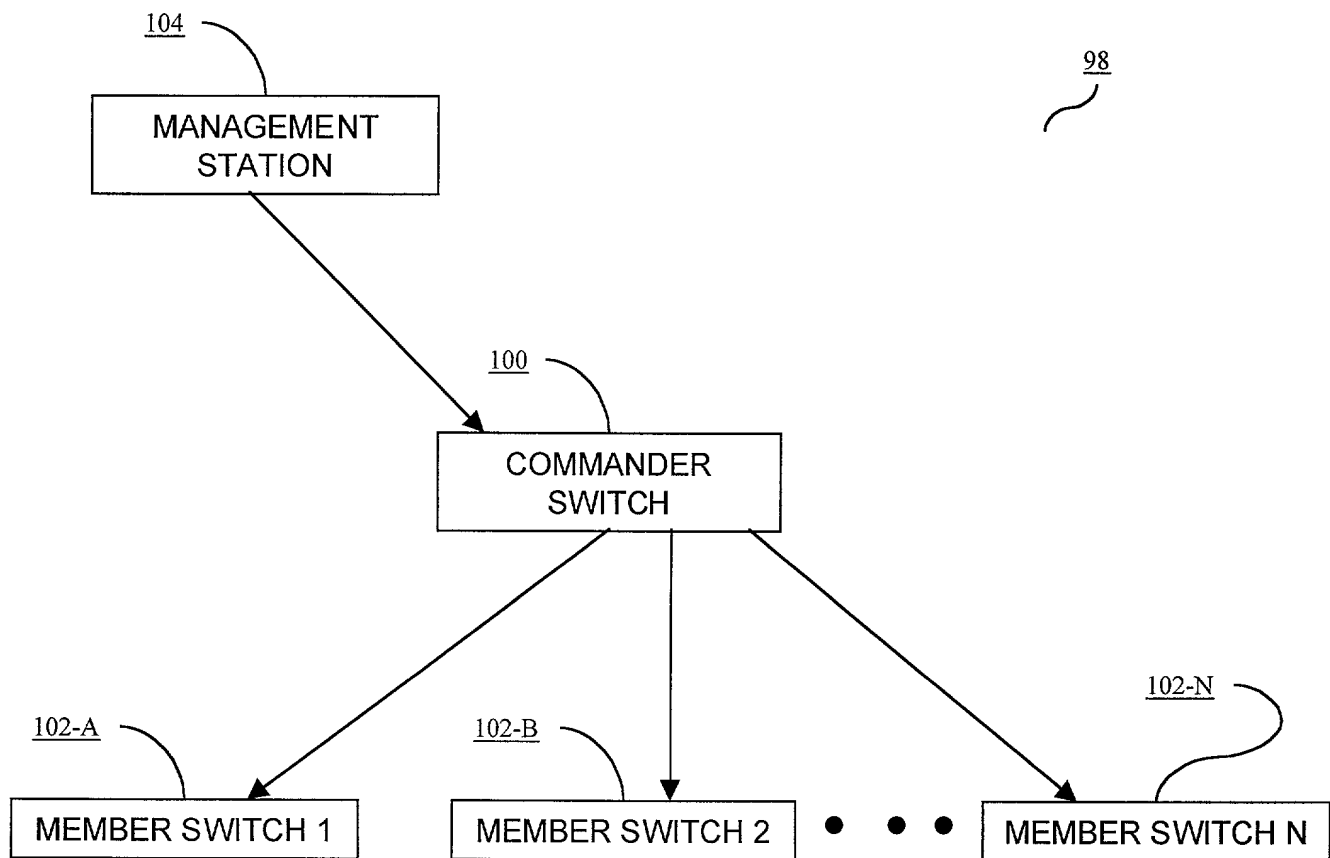 104
98
MANAGEMENT
STATION
100
COMMANDER
SWITCH
102-A
102-B
102-N
MEMBER SWITCH 1
MEMBER SWITCH 2
MEMBER SWITCH N